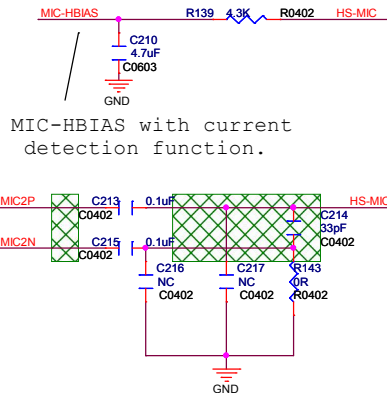 MIC-HBIAS R139 4.3K R0402 HS-MIC
C210
4.7uF
C0603
GND
MIC-HBIAS with current
detection function.
MIC2P C213 0.1uF HS-MIC
C0402 C214
33pF
MIC2N C215 0.1uF C0402
C0402 C216 C217 R143
NC NC 0R
C0402 C0402 R0402
GND